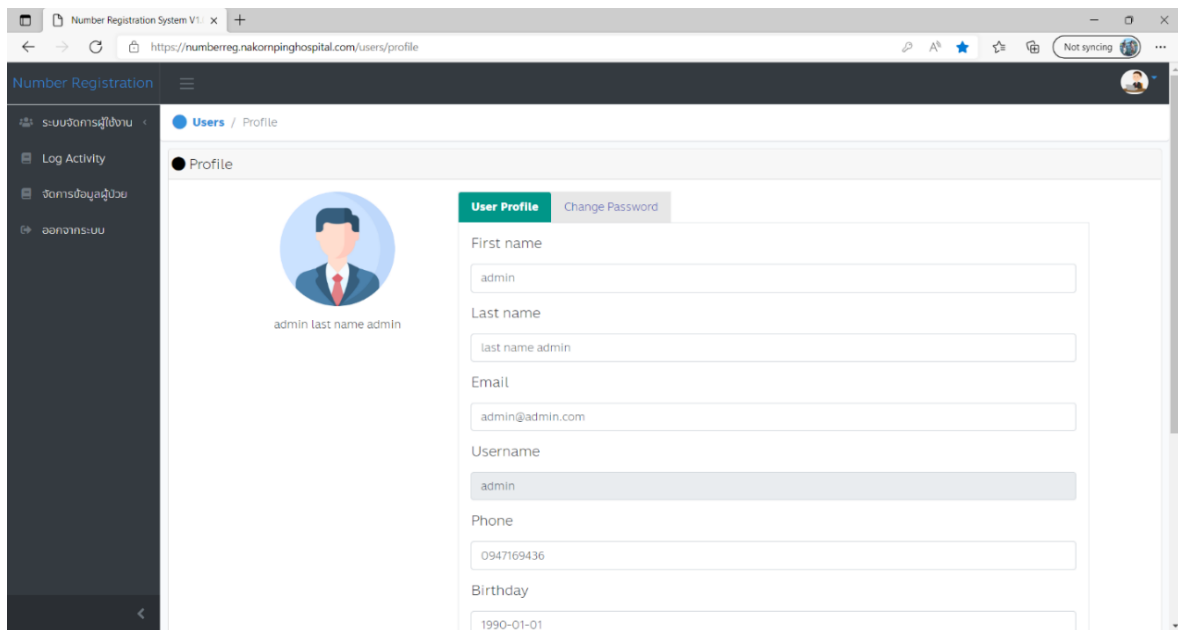 Number Registration System V1.
https://numberreg.nakornpinghospital.com/users/profile
Not syncing
Number Registration
ระบบจัดการผู้ใช้งาน
Log Activity
จัดการข้อมูลผู้ป่วย
ออกจากระบบ
Users / Profile
Profile
admin last name admin
User Profile
Change Password
First name
admin
Last name
last name admin
Email
admin@admin.com
Username
admin
Phone
0947169436
Birthday
1990-01-01